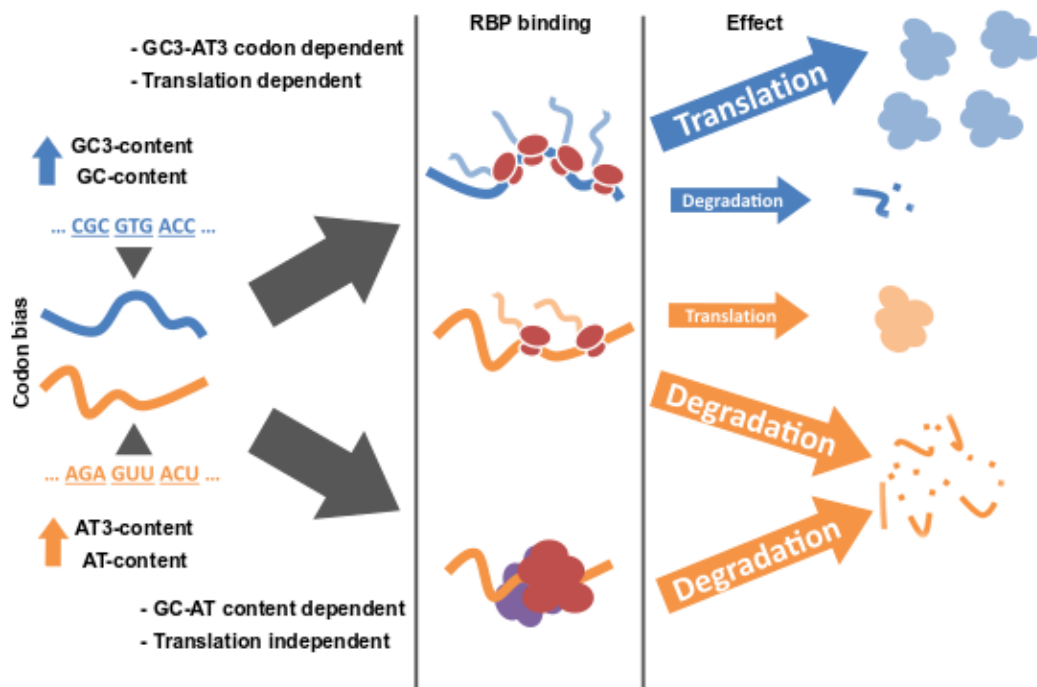 RBP binding
Effect
- GC3-AT3 codon dependent
- Translation dependent
GC3-content
GC-content
... CGC GTG ACC ...
Codon bias
... AGA GUU ACU ...
AT3-content
AT-content
- GC-AT content dependent
- Translation independent
Translation
Degradation
Translation
Degradation
Degradation